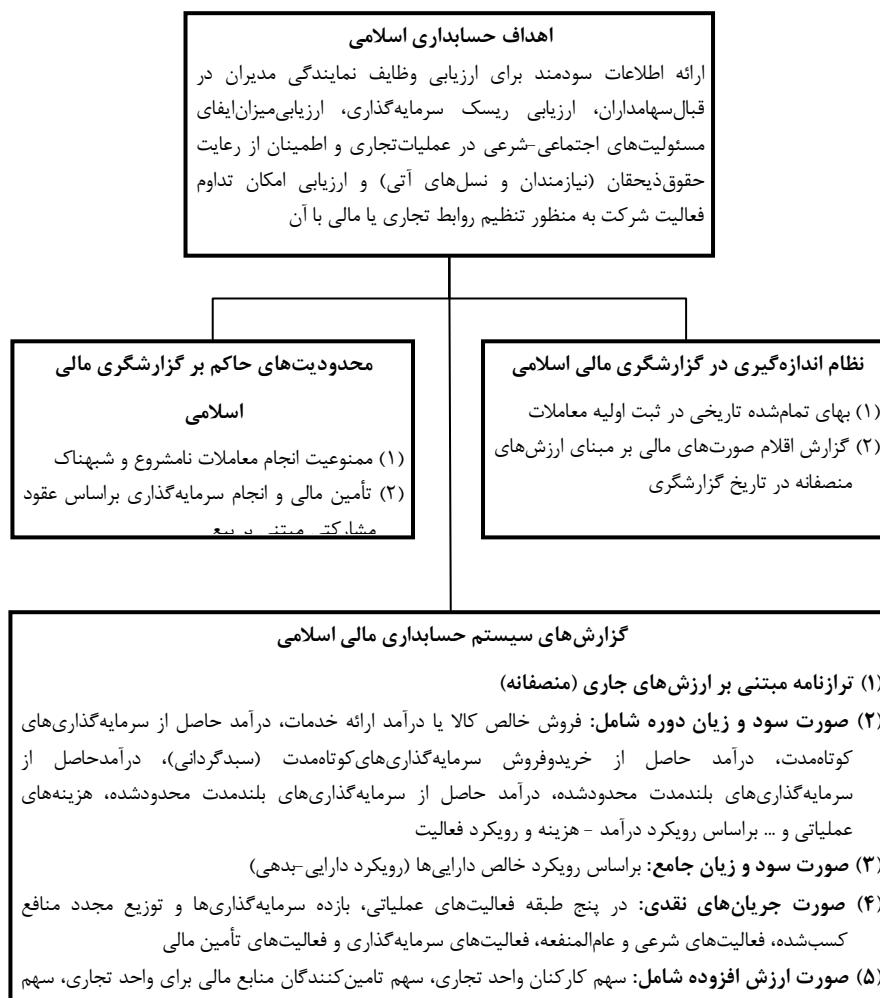 اهداف حسابداری اسلامی
ارائه اطلاعات سودمند برای ارزیابی وظایف نمایندگی مدیران در
قبال‌سهامداران، ارزیابی ریسک سرمایه‌گذاری، ارزیابی‌میزان‌ایفای
مسئولیت‌های اجتماعی-شرعی در عملیات‌تجاری و اطمینان از رعایت
حقوق‌ذیحقان (نیازمندان و نسل‌های آتی) و ارزیابی امکان تداوم
فعالیت شرکت به منظور تنظیم روابط تجاری یا مالی با آن
نظام اندازه‌گیری در گزارشگری مالی اسلامی
(۱) بهای تمام‌شده تاریخی در ثبت اولیه معاملات
(۲) گزارش اقلام صورت‌های مالی بر مبنای ارزش‌های
منصفانه در تاریخ گزارشگری
محدودیت‌های حاکم بر گزارشگری مالی
اسلامی
(۱) ممنوعیت انجام معاملات نامشروع و شبهناک
(۲) تأمین مالی و انجام سرمایه‌گذاری براساس عقود
مشارکتی مبتنی بر بیع
گزارش‌های سیستم حسابداری مالی اسلامی
(۱) ترازنامه مبتنی بر ارزش‌های جاری (منصفانه)
(۲) صورت سود و زیان دوره شامل: فروش خالص کالا یا درآمد ارائه خدمات، درآمد حاصل از سرمایه‌گذاری‌های
کوتاه‌مدت، درآمد حاصل از خریدوفروش سرمایه‌گذاری‌های‌کوتاه‌مدت (سبدگردانی)، درآمدحاصل از
سرمایه‌گذاری‌های بلندمدت محدودشده، درآمد حاصل از سرمایه‌گذاری‌های بلندمدت محدودشده، هزینه‌های
عملیاتی و ... براساس رویکرد درآمد - هزینه و رویکرد فعالیت
(۳) صورت سود و زیان جامع: براساس رویکرد خالص دارایی‌ها (رویکرد دارایی-بدهی)
(۴) صورت جریان‌های نقدی: در پنج طبقه فعالیت‌های عملیاتی، بازده سرمایه‌گذاری‌ها و توزیع مجدد منافع
کسب‌شده، فعالیت‌های شرعی و عام‌المنفعه، فعالیت‌های سرمایه‌گذاری و فعالیت‌های تأمین مالی
(۵) صورت ارزش افزوده شامل: سهم کارکنان واحد تجاری، سهم تامین‌کنندگان منابع مالی برای واحد تجاری، سهم